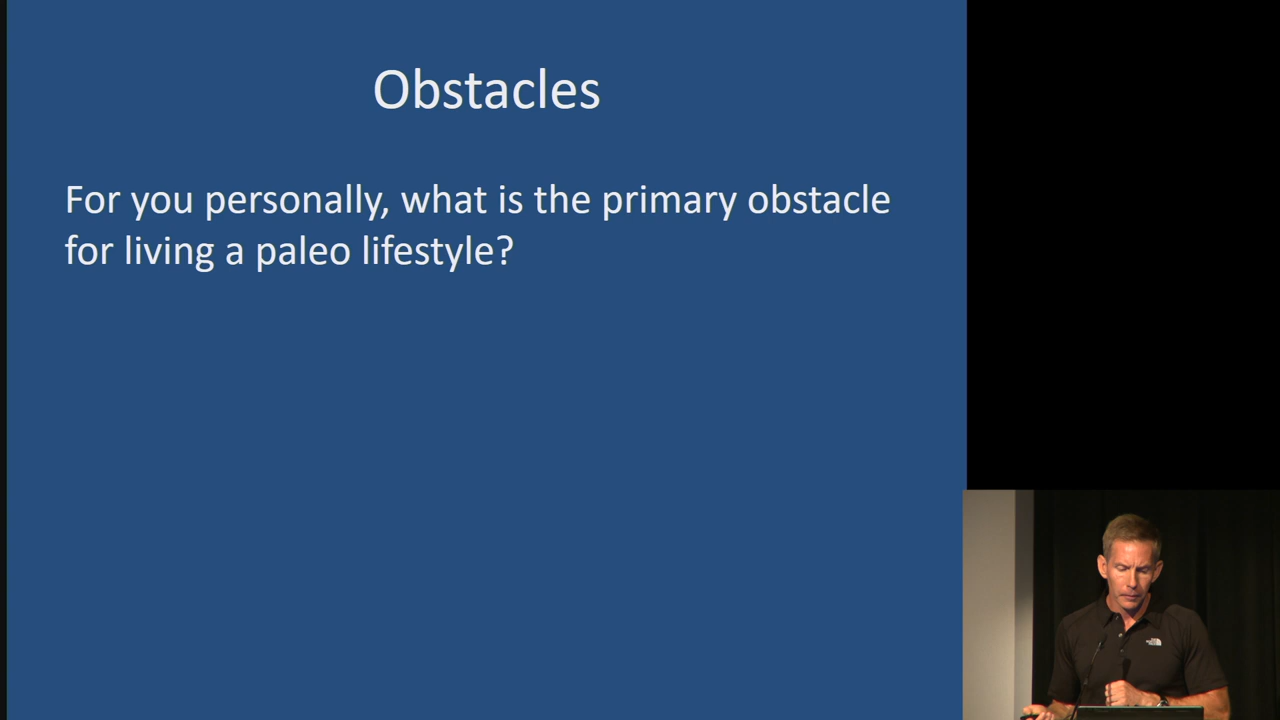 Obstacles
For you personally, what is the primary obstacle
for living a paleo lifestyle?